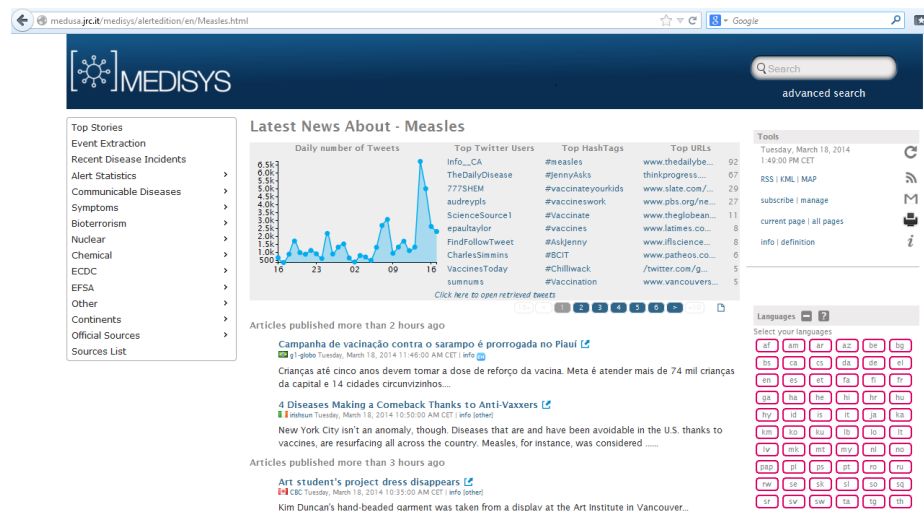 medusa.jrc.it/medisys/alertedition/en/Measles.html
Google
MEDISYS
Search
advanced search
Top Stories
Event Extraction
Recent Disease Incidents
Alert Statistics
Communicable Diseases
Symptoms
Bioterrorism
Nuclear
Chemical
ECDC
EFSA
Other
Continents
Official Sources
Sources List
Latest News About - Measles
Daily number of Tweets
6.5k
6.0k
5.5k
5.0k
4.5k
4.0k
3.5k
3.0k
2.5k
2.0k
1.5k
1.0k
500
16 23 02 09 16
Top Twitter Users Top HashTags Top URLs
Info__CA #measles www.thedailybe... 92
TheDailyDisease #JennyAsks thinkprogress.... 67
777SHEM #vaccinateyourkids www.slate.com/... 29
audreypls #vaccineswork www.pbs.org/ne... 27
ScienceSource1 #Vaccinate www.theglobean... 11
epaultaylor #vaccines www.latimes.co... 8
FindFollowTweet #AskJenny www.iflscience... 8
CharlesSimmins #BCIT www.patheos.co... 6
VaccinesToday #Chilliwack /twitter.com/g... 5
sumnums #Vaccination www.vancouvers... 5
Click here to open retrieved tweets
1 2 3 4 5 6 >
Articles published more than 2 hours ago
Campanha de vacinação contra o sarampo é prorrogada no Piauí
g1-globo Tuesday, March 18, 2014 11:46:00 AM CET | info EN
Crianças até cinco anos devem tomar a dose de reforço da vacina. Meta é atender mais de 74 mil crianças
da capital e 14 cidades circunvizinhos....
4 Diseases Making a Comeback Thanks to Anti-Vaxxers
irishsun Tuesday, March 18, 2014 10:50:00 AM CET | info [other]
New York City isn't an anomaly, though. Diseases that are and have been avoidable in the U.S. thanks to
vaccines, are resurfacing all across the country. Measles, for instance, was considered ......
Articles published more than 3 hours ago
Art student's project dress disappears
CBC Tuesday, March 18, 2014 10:35:00 AM CET | info [other]
Kim Duncan's hand-beaded garment was taken from a display at the Art Institute in Vancouver...
Tools
Tuesday, March 18, 2014
1:49:00 PM CET
RSS | KML | MAP
subscribe | manage
current page | all pages
info | definition
Languages
Select your languages
af am ar az be bg
bs ca cs da de el
en es et fa fi fr
ga ha he hi hr hu
hy id is it ja ka
km ko ku lb lo lt
lv mk mt my nl no
pap pl ps pt ro ru
rw se sk sl so sq
sr sv sw ta tg th